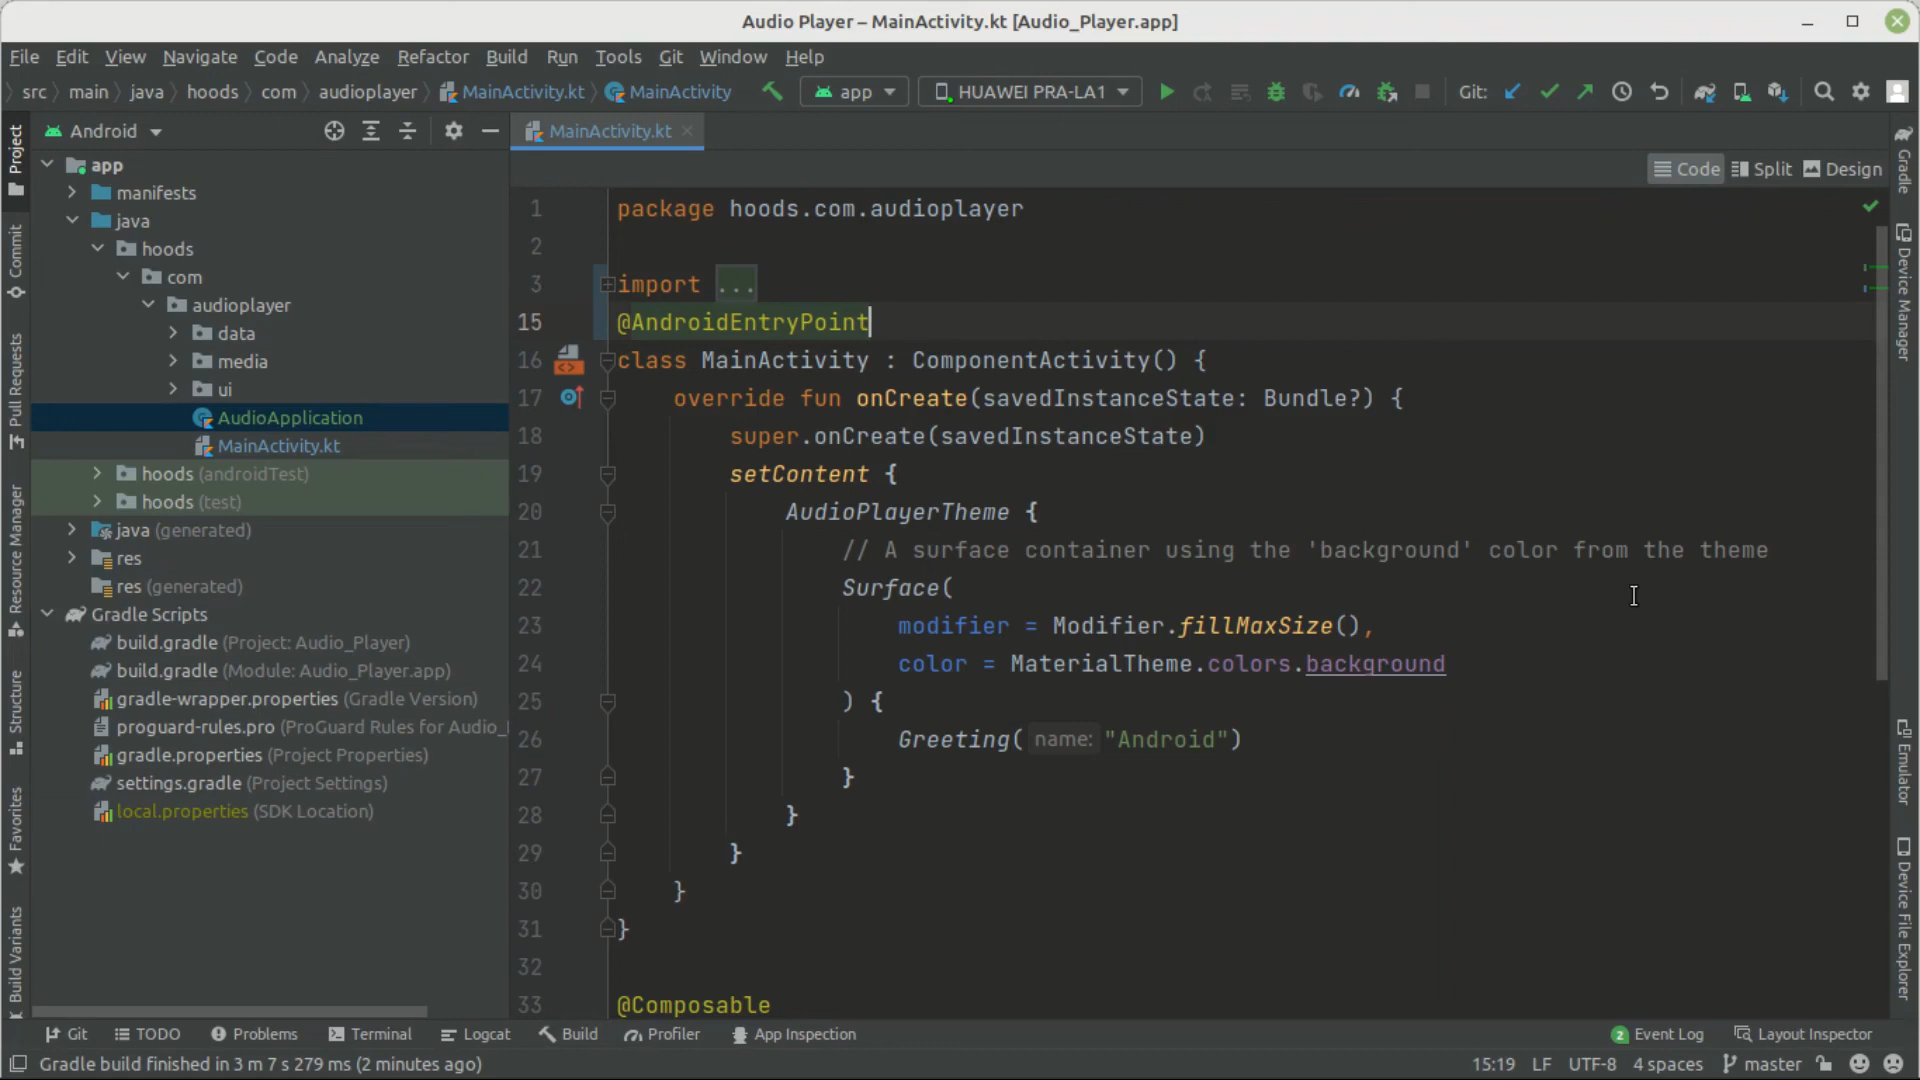 Audio Player – MainActivity.kt [Audio_Player.app]
File Edit View Navigate Code Analyze Refactor Build Run Tools Git Window Help
src main java hoods com audioplayer MainActivity.kt MainActivity app HUAWEI PRA-LA1 Git:
Android
MainActivity.kt
Code Split Design
Project
Commit
Pull Requests
Resource Manager
Structure
Favorites
Build Variants
app
manifests
java
hoods
com
audioplayer
data
media
ui
AudioApplication
MainActivity.kt
hoods (androidTest)
hoods (test)
java (generated)
res
res (generated)
Gradle Scripts
build.gradle (Project: Audio_Player)
build.gradle (Module: Audio_Player.app)
gradle-wrapper.properties (Gradle Version)
proguard-rules.pro (ProGuard Rules for Audio_
gradle.properties (Project Properties)
settings.gradle (Project Settings)
local.properties (SDK Location)
1 package hoods.com.audioplayer
2
3 import ...
15 @AndroidEntryPoint
16 class MainActivity : ComponentActivity() {
17 override fun onCreate(savedInstanceState: Bundle?) {
18 super.onCreate(savedInstanceState)
19 setContent {
20 AudioPlayerTheme {
21 // A surface container using the 'background' color from the theme
22 Surface(
23 modifier = Modifier.fillMaxSize(),
24 color = MaterialTheme.colors.background
25 ) {
26 Greeting( name: "Android")
27 }
28 }
29 }
30 }
31 }
32
33 @Composable
Gradle
Device Manager
Emulator
Device File Explorer
Git TODO Problems Terminal Logcat Build Profiler App Inspection 2 Event Log Layout Inspector
Gradle build finished in 3 m 7 s 279 ms (2 minutes ago) 15:19 LF UTF-8 4 spaces master